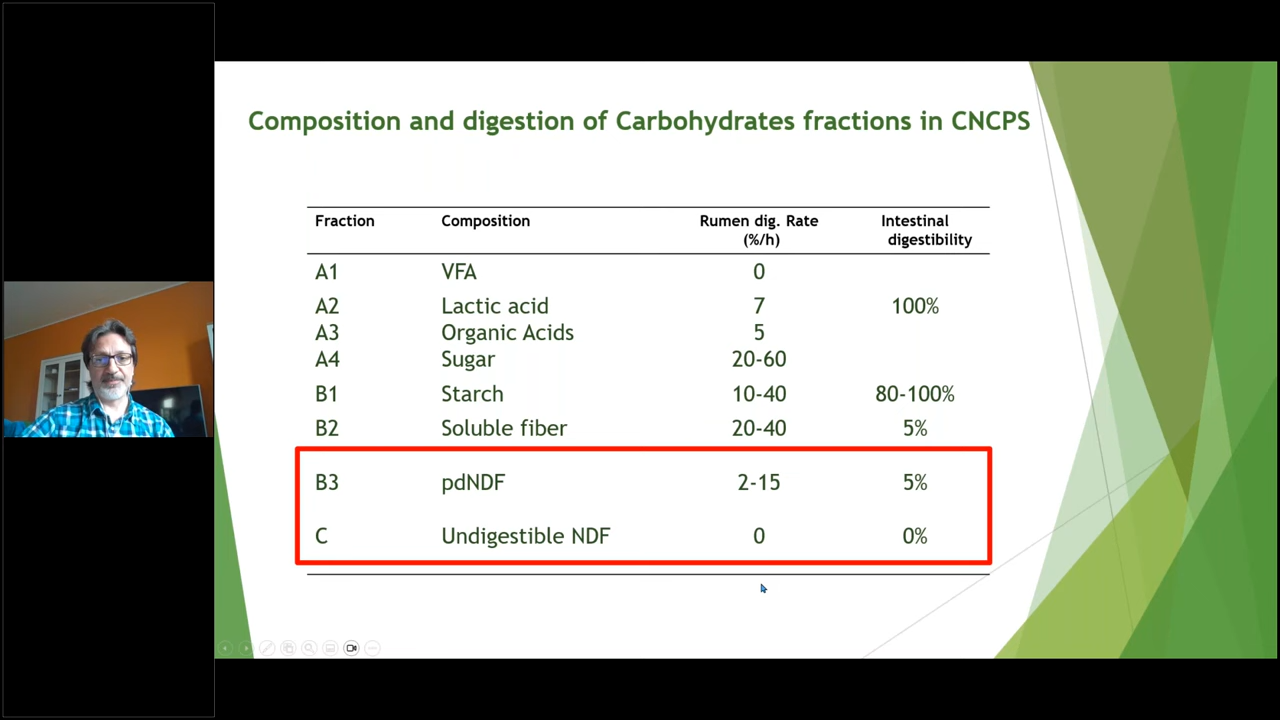 Composition and digestion of Carbohydrates fractions in CNCPS
Fraction Composition Rumen dig. Rate (%/h) Intestinal digestibility
A1 VFA 0
A2 Lactic acid 7 100%
A3 Organic Acids 5
A4 Sugar 20-60
B1 Starch 10-40 80-100%
B2 Soluble fiber 20-40 5%
B3 pdNDF 2-15 5%
C Undigestible NDF 0 0%